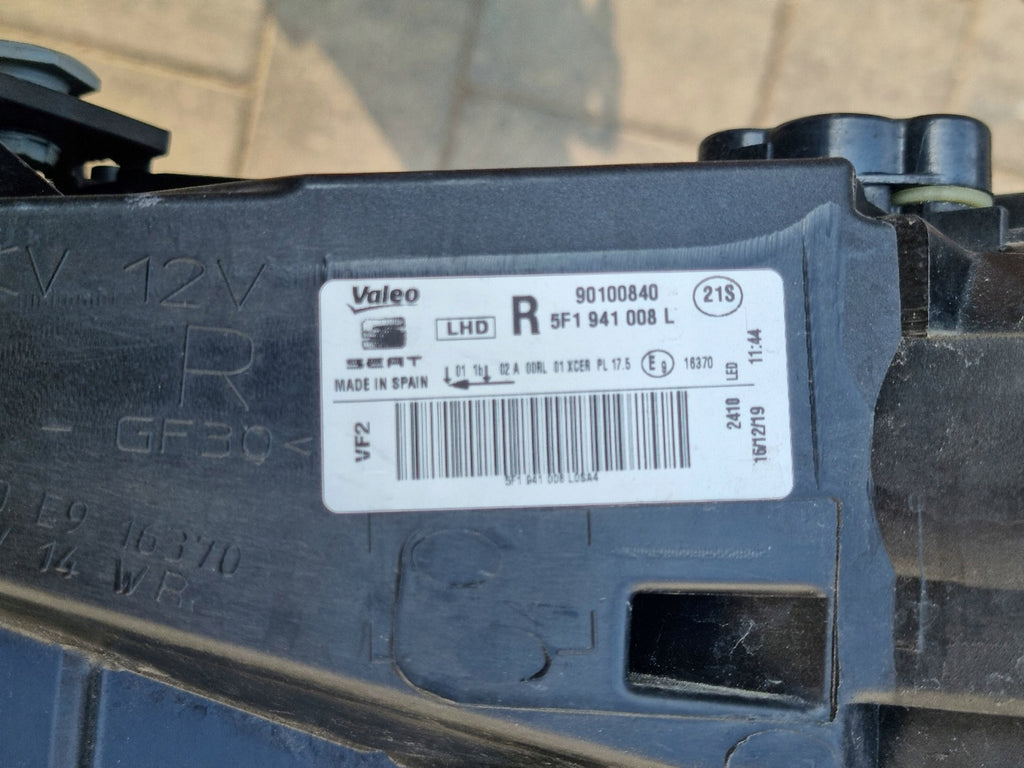 Valeo
SEAT
MADE IN SPAIN
LHD
R
90100840
5F1 941 008 L
21S
01 1b 02 A 00RL 01 XCER PL 17.5 E9 16370
LED
11:44
VF2
5F1 941 008 L
2410
16/12/19
V 12V
R
- GF30<
E9 16370
14 WR